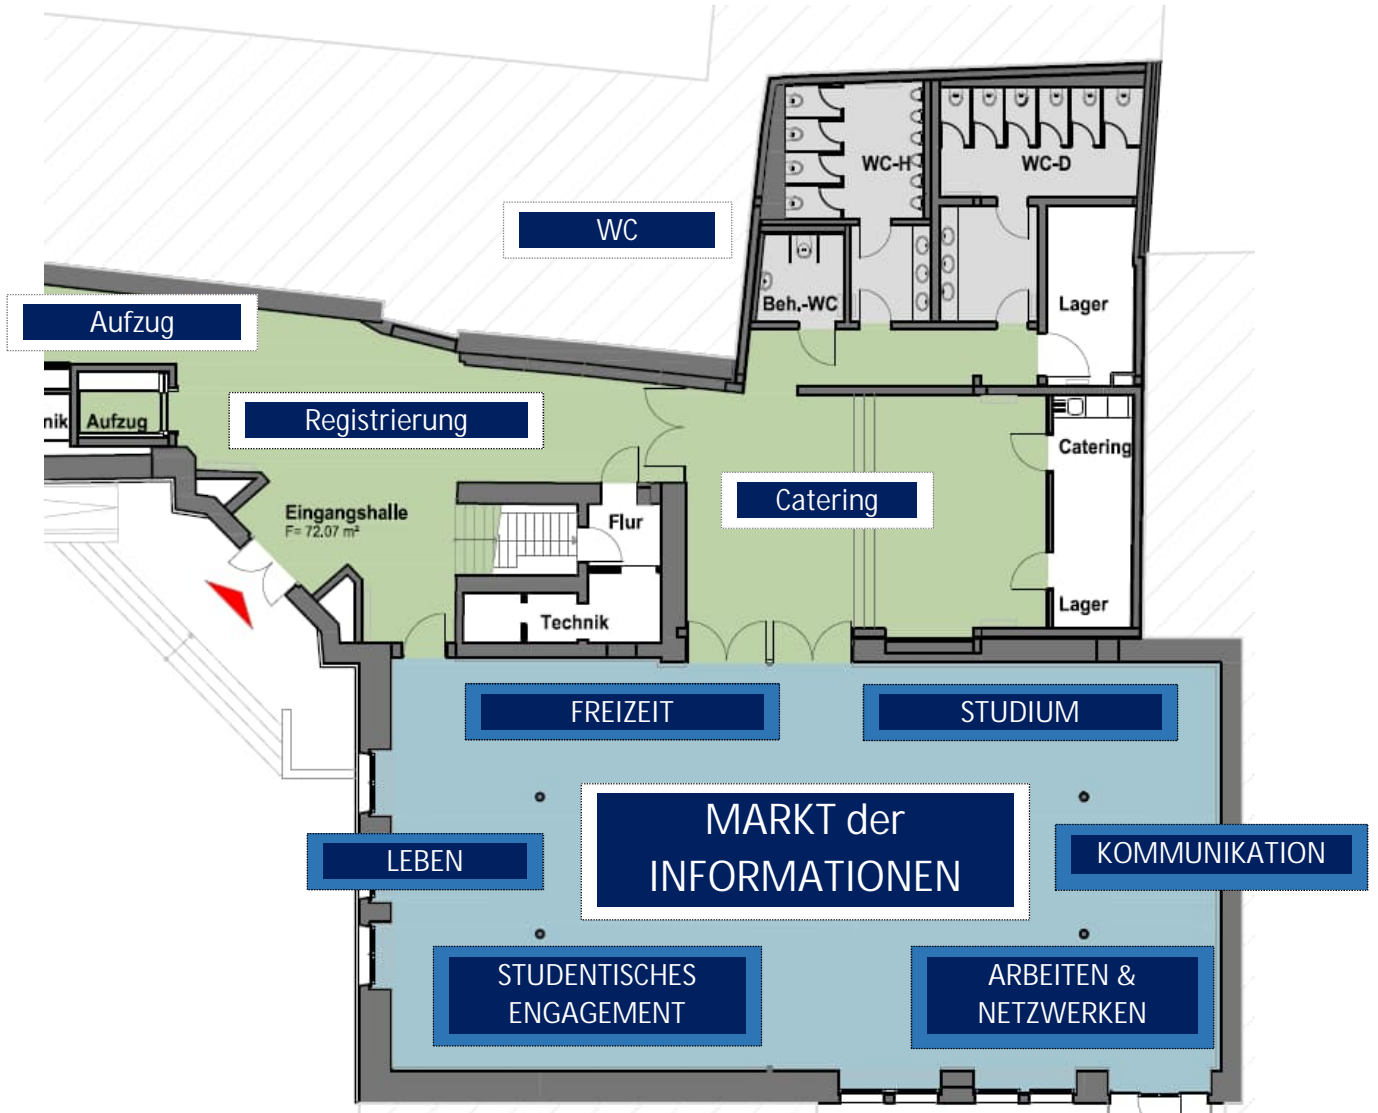 WC-H
WC-D
WC
Beh.-WC
Lager
Aufzug
nik
Aufzug
Registrierung
Catering
Catering
Eingangshalle
F= 72.07 m²
Flur
Technik
Lager
FREIZEIT
STUDIUM
MARKT der
INFORMATIONEN
LEBEN
KOMMUNIKATION
STUDENTISCHES
ENGAGEMENT
ARBEITEN &
NETZWERKEN